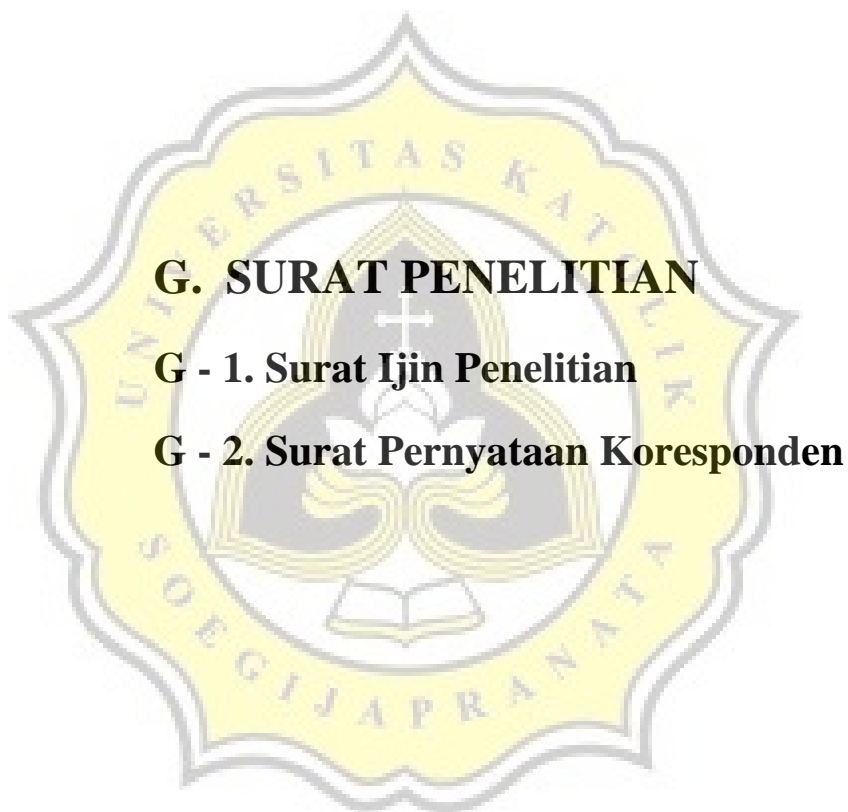 UNIVERSITAS KATOLIK
G. SURAT PENELITIAN
G - 1. Surat Ijin Penelitian
G - 2. Surat Pernyataan Koresponden
SOEGIJAPRANATA